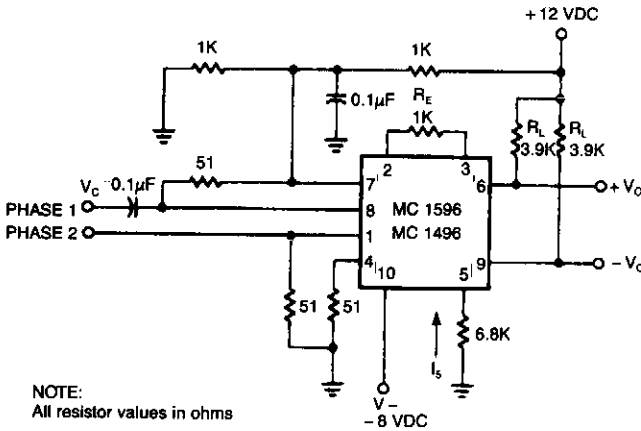 + 12 VDC
1K
1K
0.1μF
R_E
1K
R_L
3.9K
R_L
3.9K
2
3
51
7
6
+ V_O
V_C
0.1μF
PHASE 1
8
MC 1596
PHASE 2
1
MC 1496
4
10
5
9
- V_O
51
51
6.8K
I_5
V -
- 8 VDC
NOTE:
All resistor values in ohms